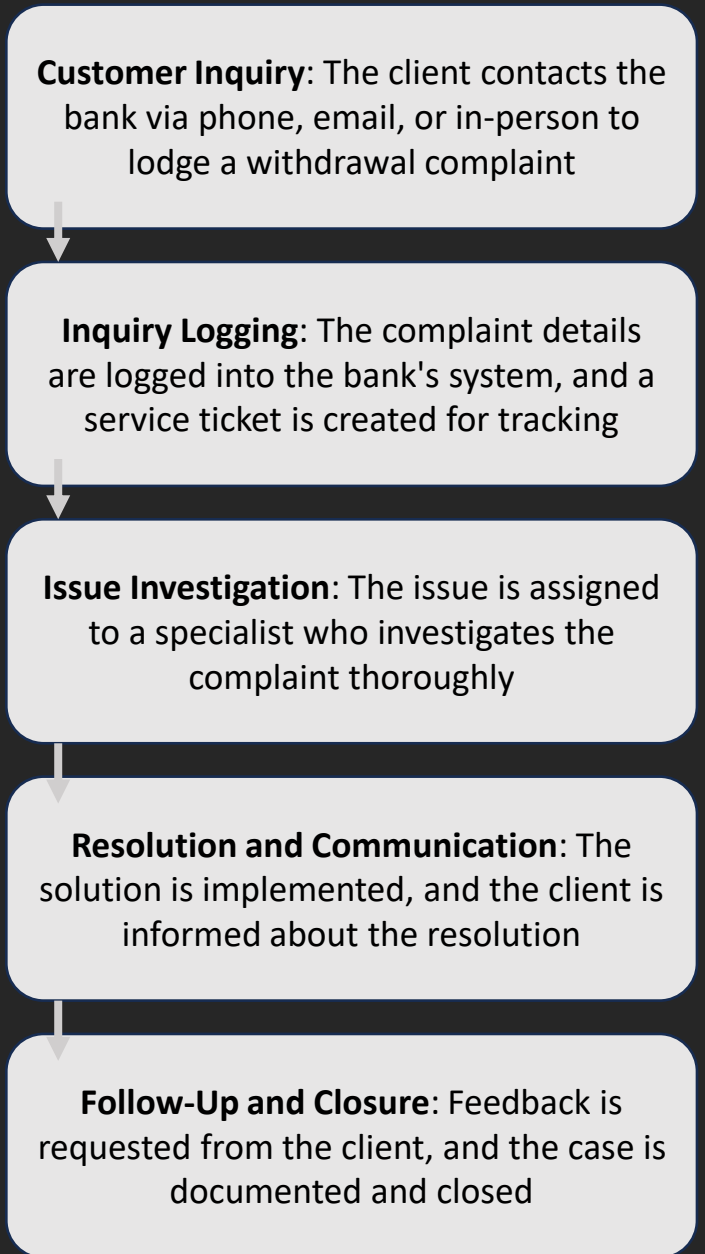 Customer Inquiry: The client contacts the
bank via phone, email, or in-person to
lodge a withdrawal complaint
Inquiry Logging: The complaint details
are logged into the bank's system, and a
service ticket is created for tracking
Issue Investigation: The issue is assigned
to a specialist who investigates the
complaint thoroughly
Resolution and Communication: The
solution is implemented, and the client is
informed about the resolution
Follow-Up and Closure: Feedback is
requested from the client, and the case is
documented and closed